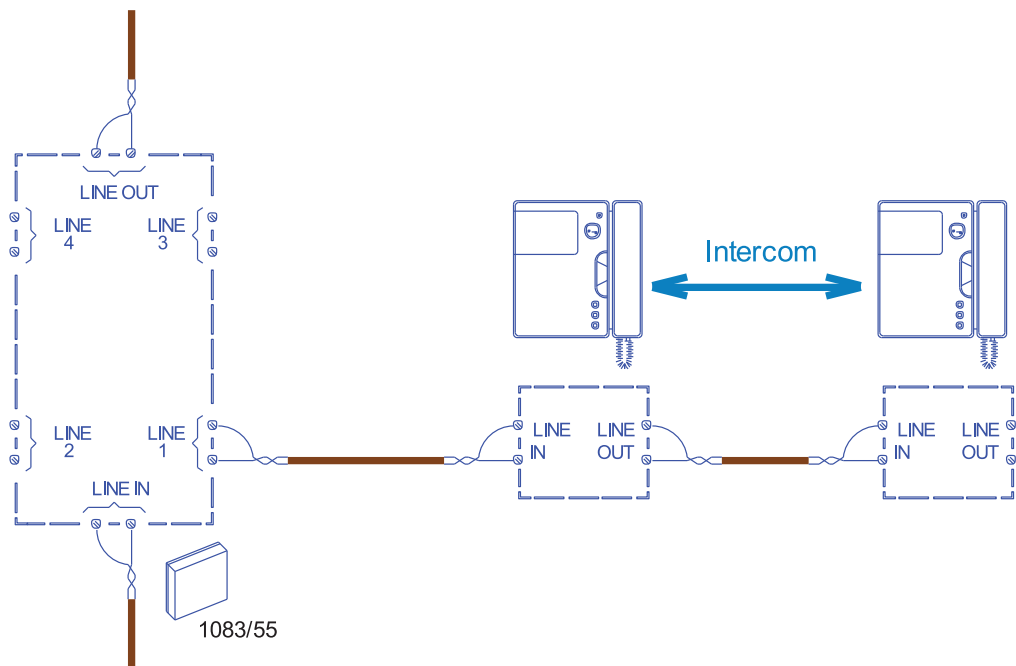 LINE OUT
LINE
4
LINE
3
Intercom
LINE
2
LINE
1
LINE IN
LINE
IN
LINE
OUT
LINE
IN
LINE
OUT
1083/55